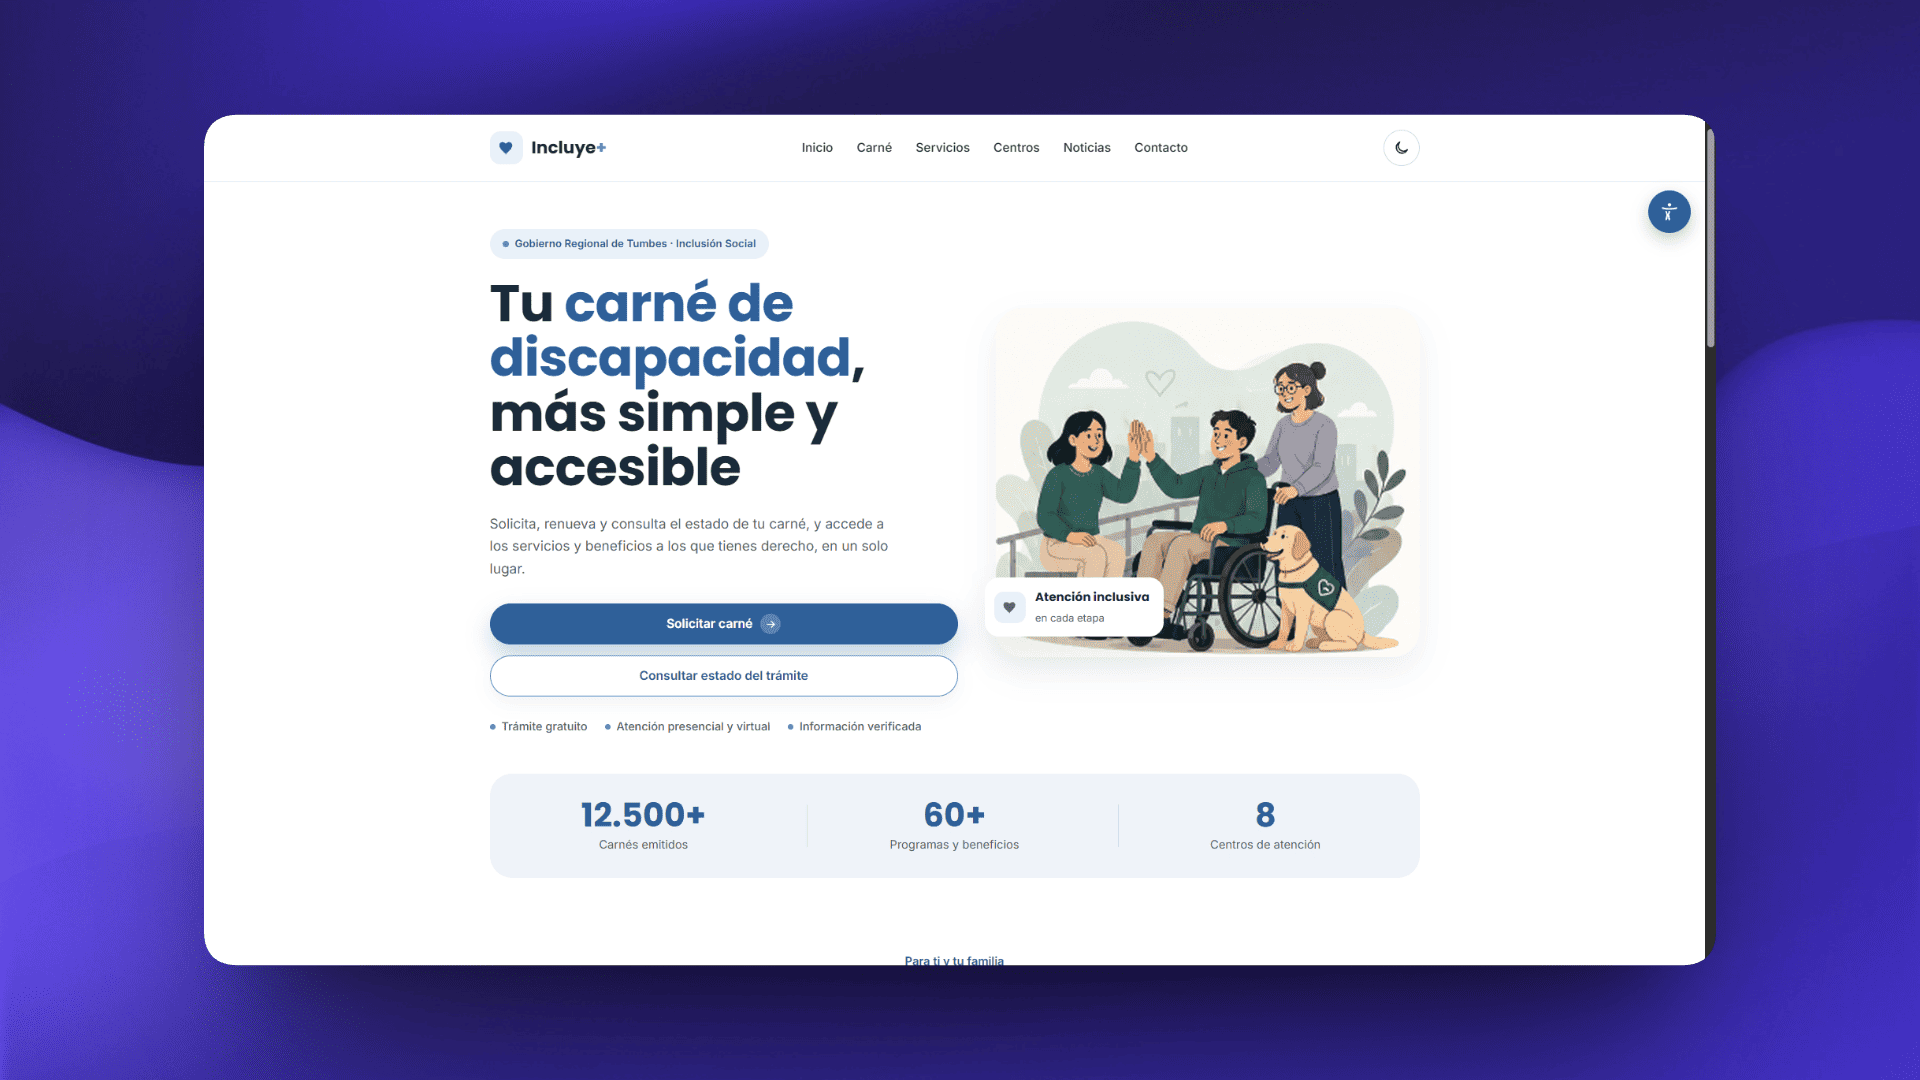 Incluye+
Inicio Carné Servicios Centros Noticias Contacto
Gobierno Regional de Tumbes · Inclusión Social
Tu carné de
discapacidad,
más simple y
accesible
Solicita, renueva y consulta el estado de tu carné, y accede a
los servicios y beneficios a los que tienes derecho, en un solo
lugar.
Solicitar carné →
Consultar estado del trámite
Trámite gratuito
Atención presencial y virtual
Información verificada
Atención inclusiva
en cada etapa
12.500+
Carnés emitidos
60+
Programas y beneficios
8
Centros de atención
Para ti y tu familia